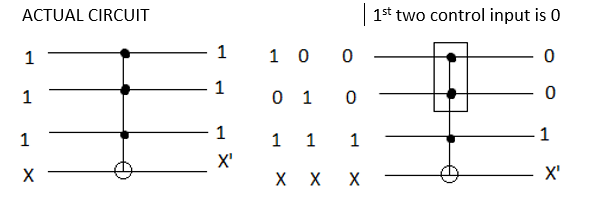 ACTUAL CIRCUIT
1st two control input is 0
1 1 1 0 0 0
1 1 0 1 0 0
1 1 1 1 1 1
X X' X X X X'